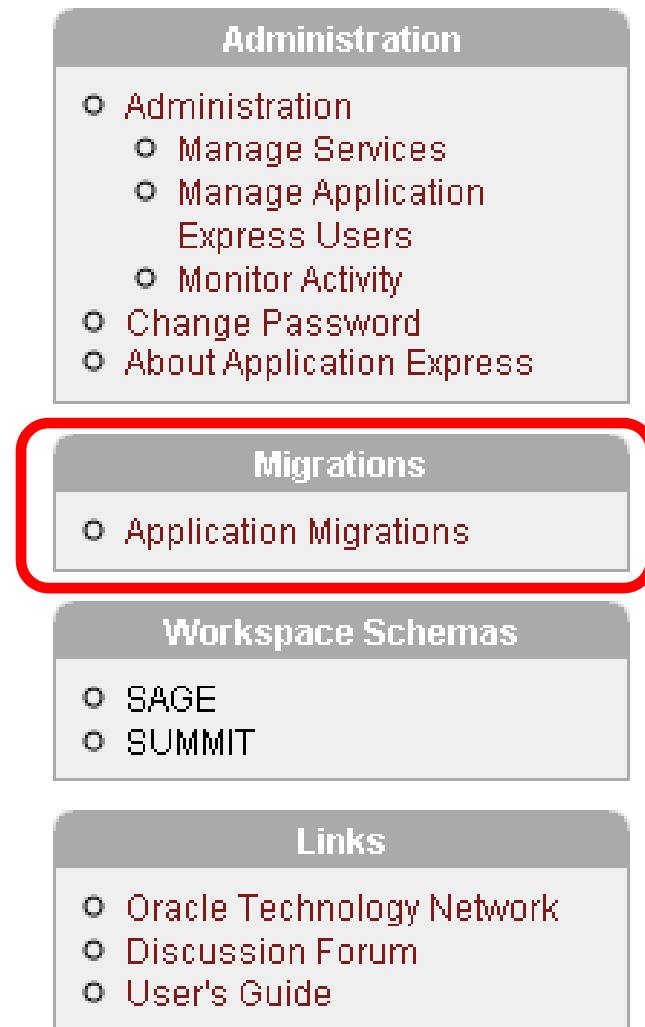 Administration
Administration
Manage Services
Manage Application
Express Users
Monitor Activity
Change Password
About Application Express
Migrations
Application Migrations
Workspace Schemas
SAGE
SUMMIT
Links
Oracle Technology Network
Discussion Forum
User's Guide